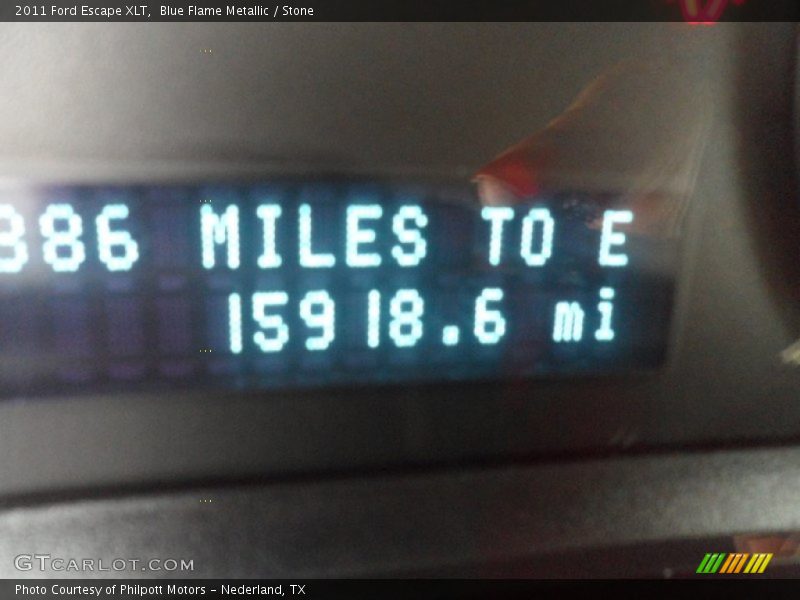 2011 Ford Escape XLT,  Blue Flame Metallic / Stone
386 MILES TO E
15918.6 mi
GTCARLOT.COM
Photo Courtesy of Philpott Motors - Nederland, TX